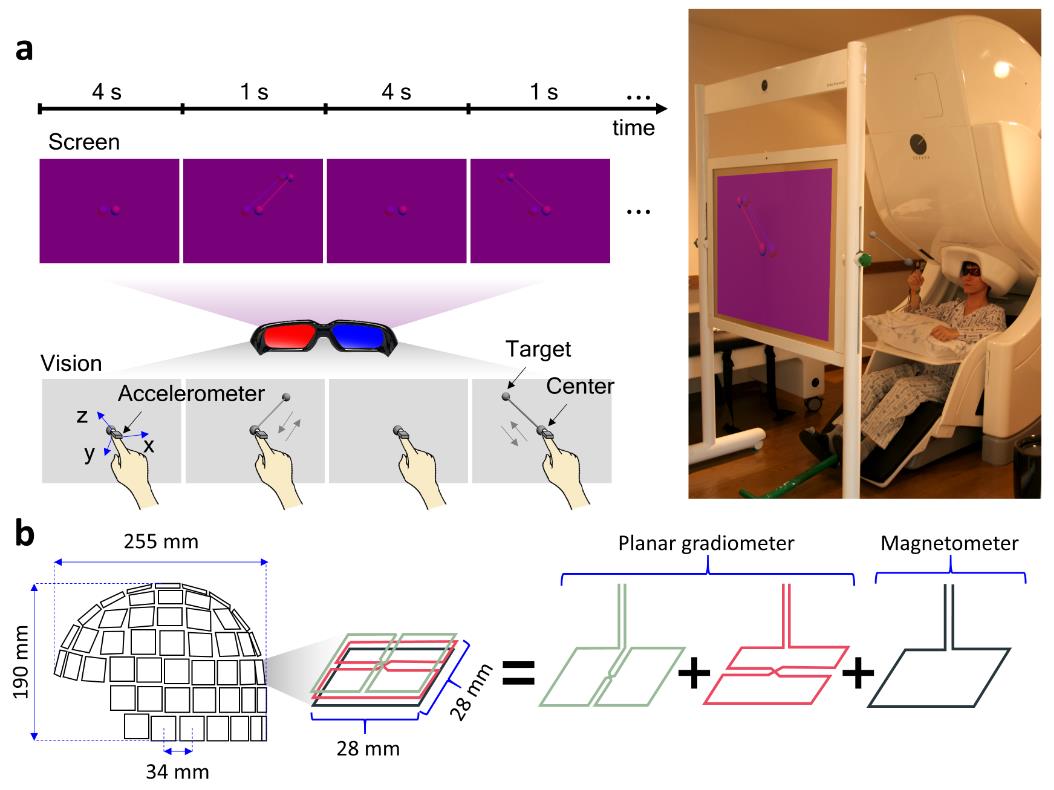 a
4 s 1 s 4 s 1 s ...
time
Screen
...
Vision
Target
Accelerometer
Center
z
y x
b
255 mm
Planar gradiometer Magnetometer
190 mm
= + +
28 mm
28 mm
34 mm